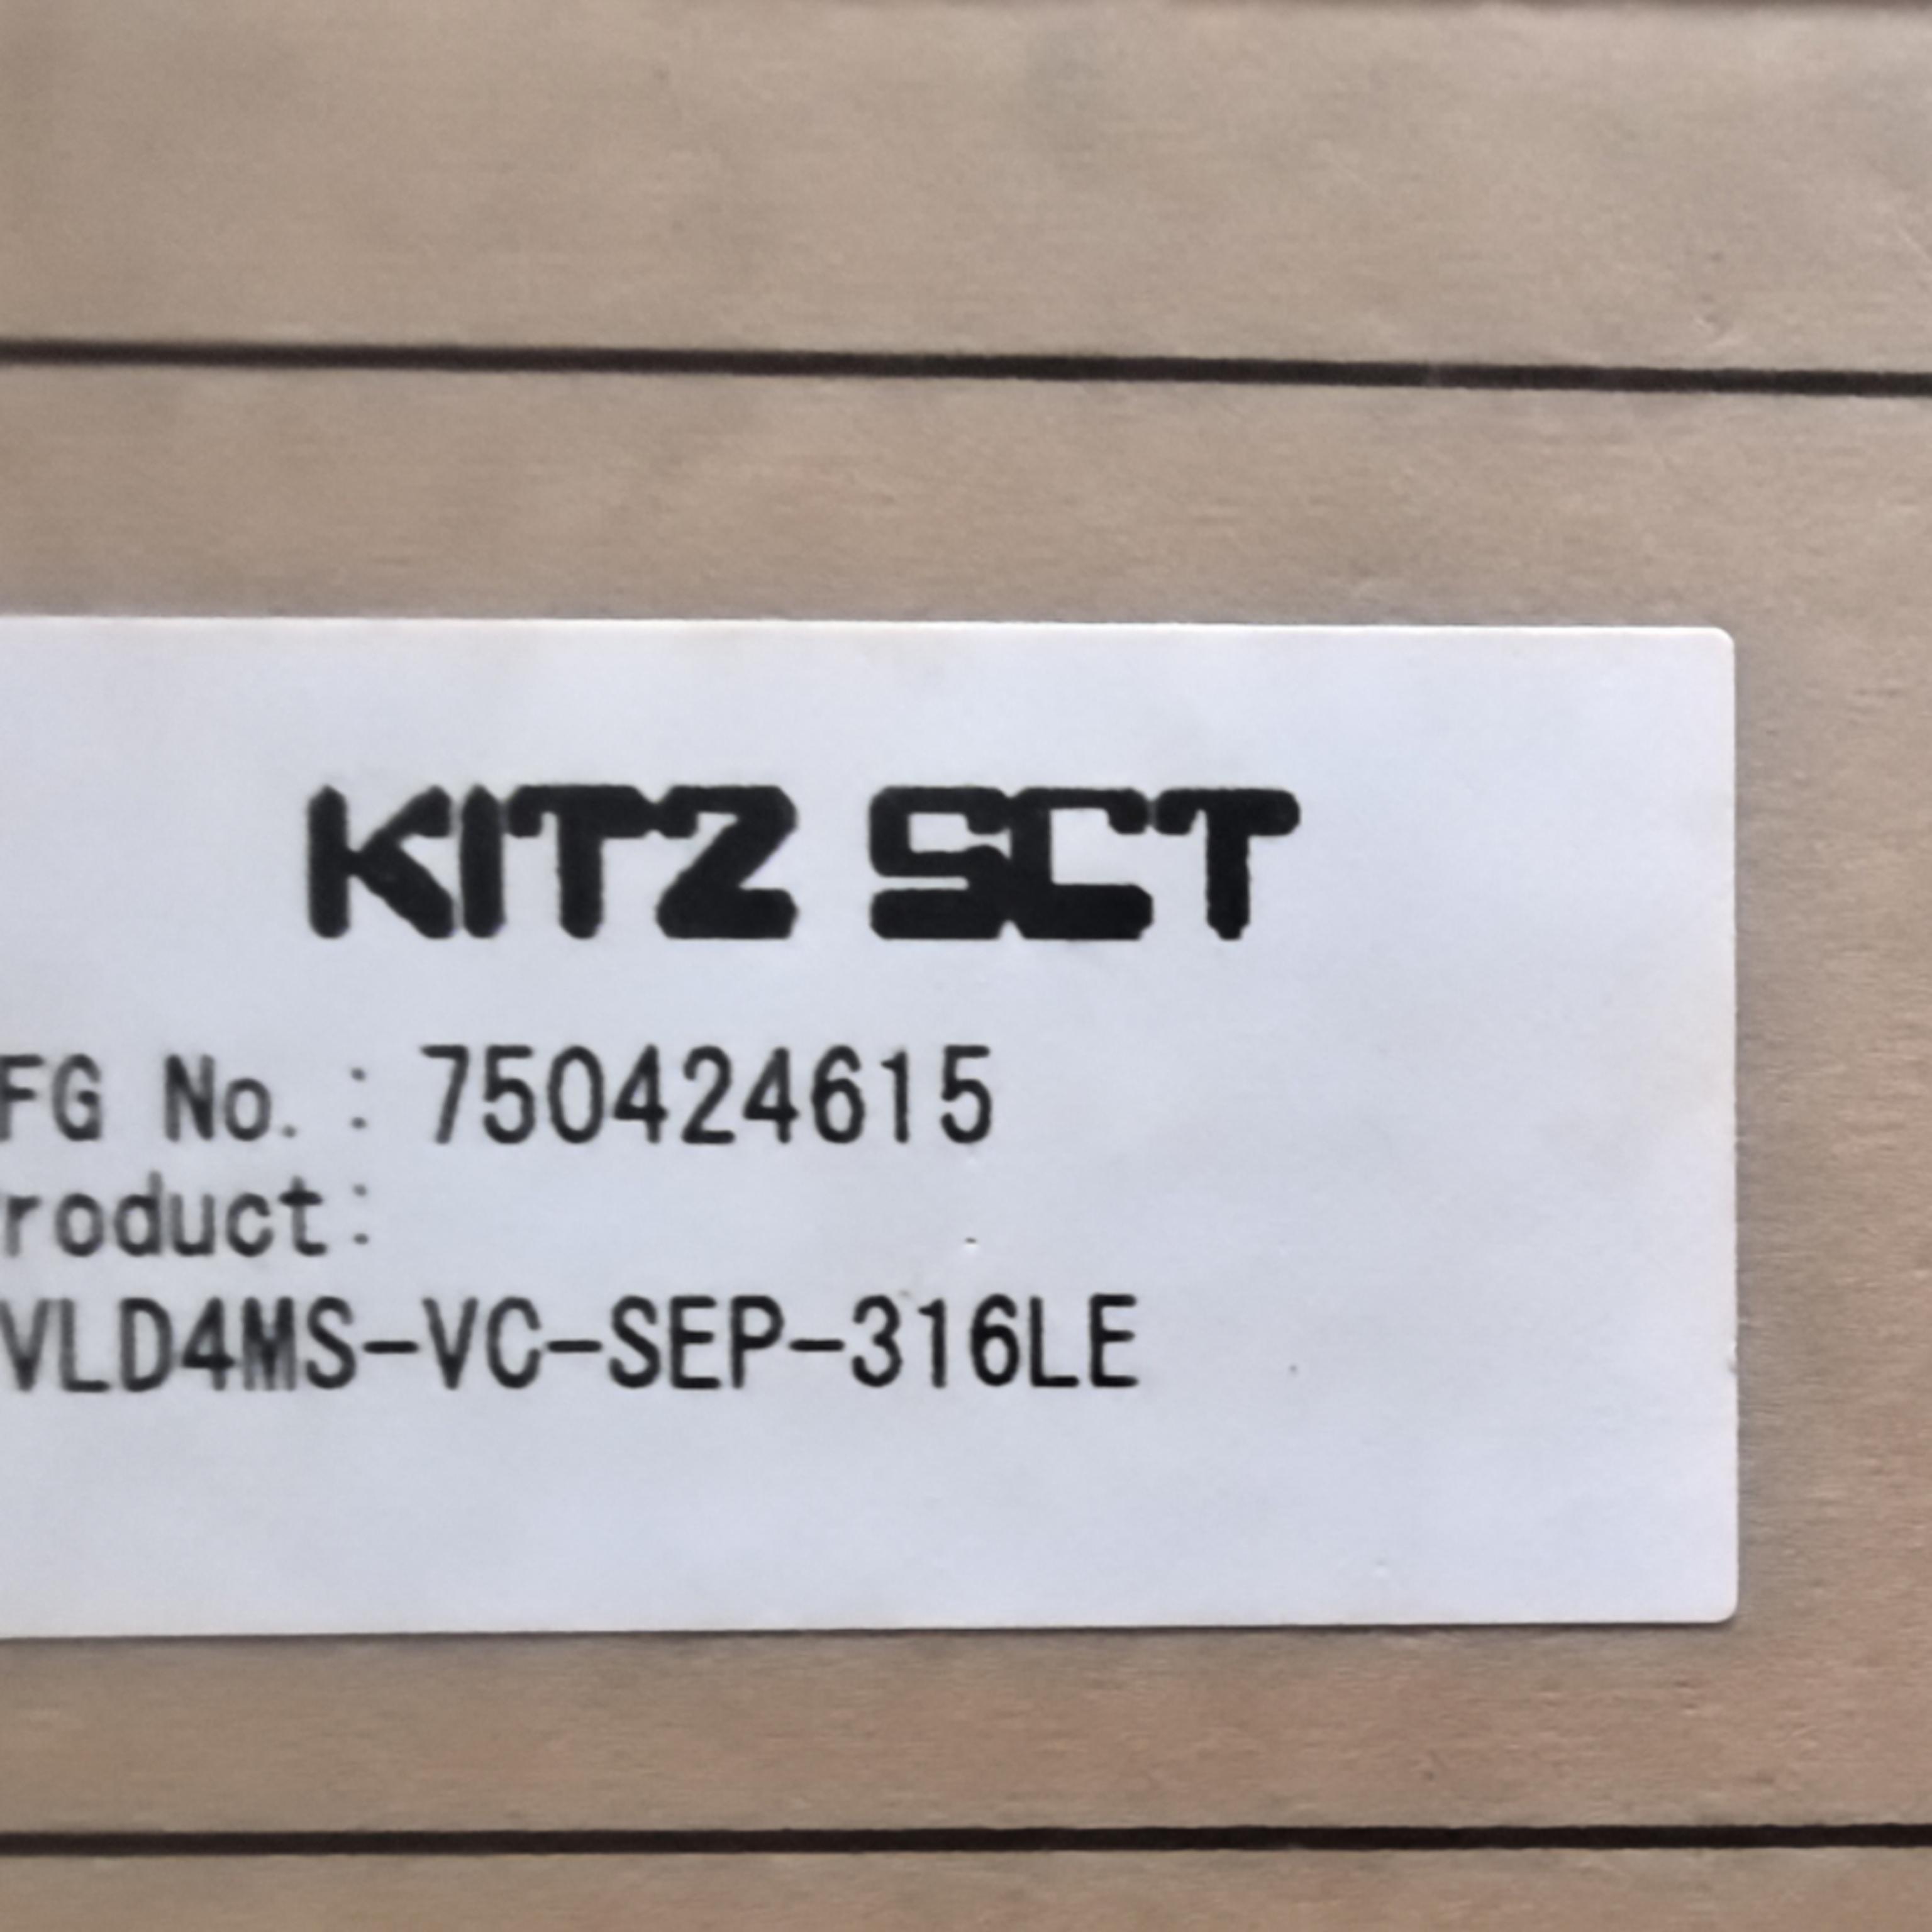 KITZ SCT
FG No. : 750424615
roduct:
VLD4MS-VC-SEP-316LE